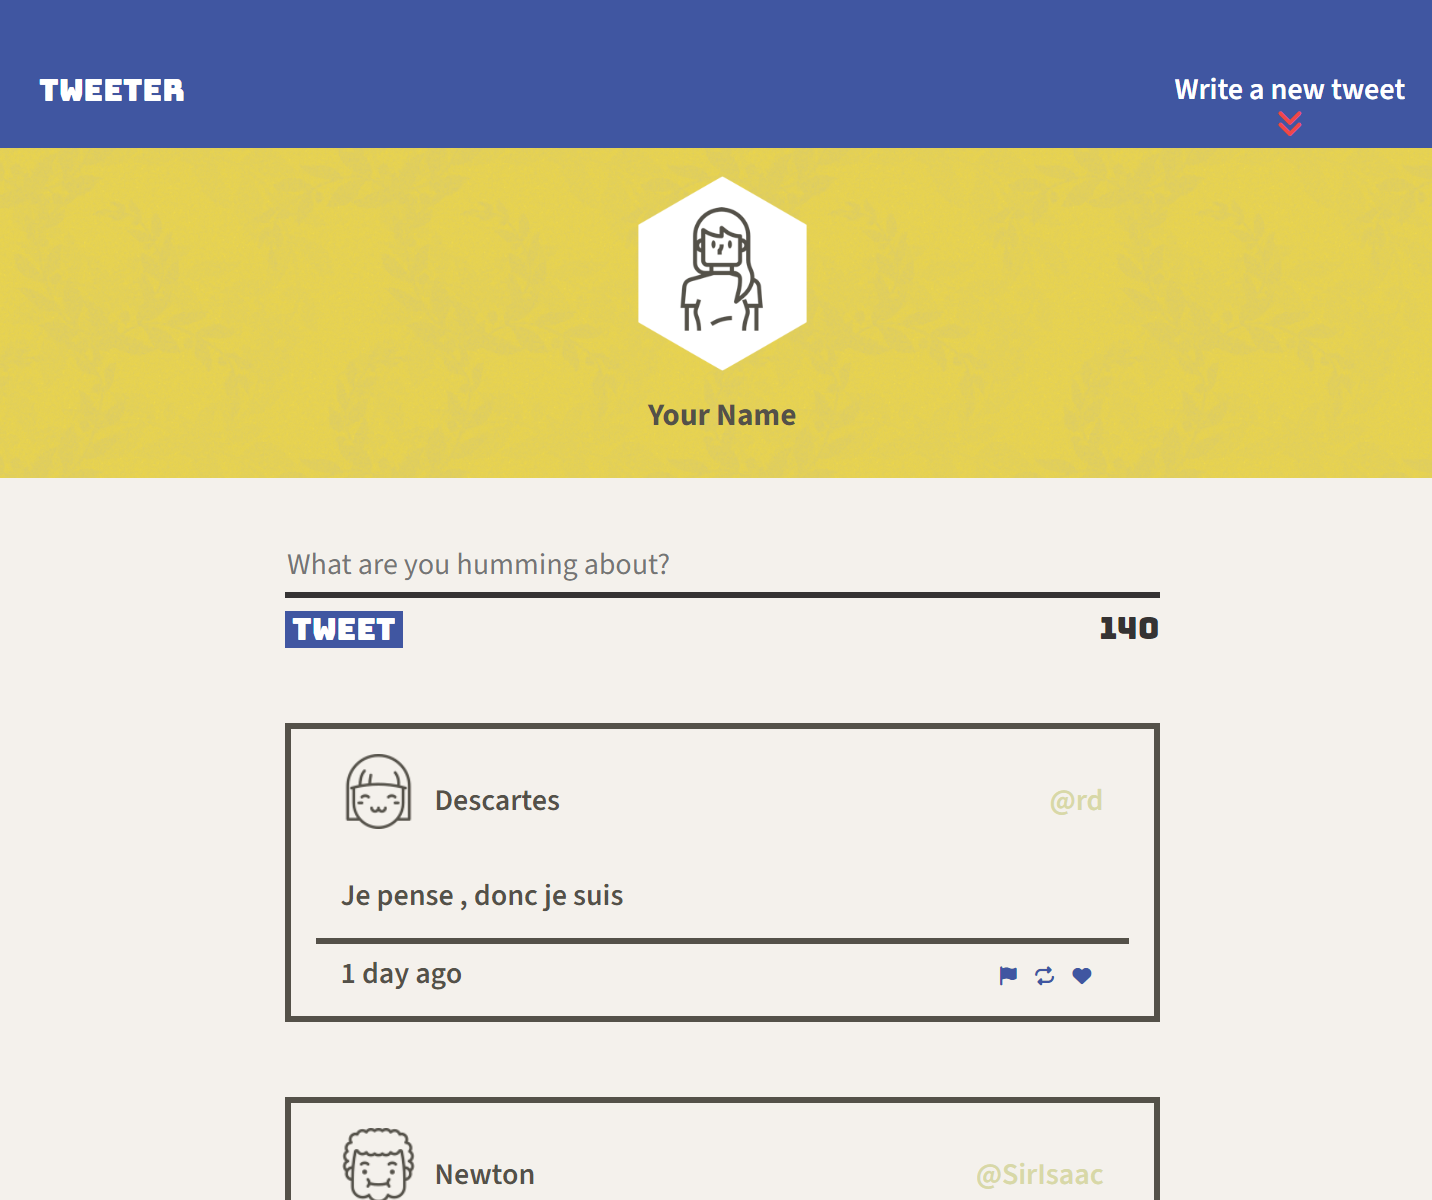 TWEETER
Write a new tweet
Your Name
What are you humming about?
TWEET 140
Descartes @rd
Je pense , donc je suis
1 day ago
Newton @SirIsaac